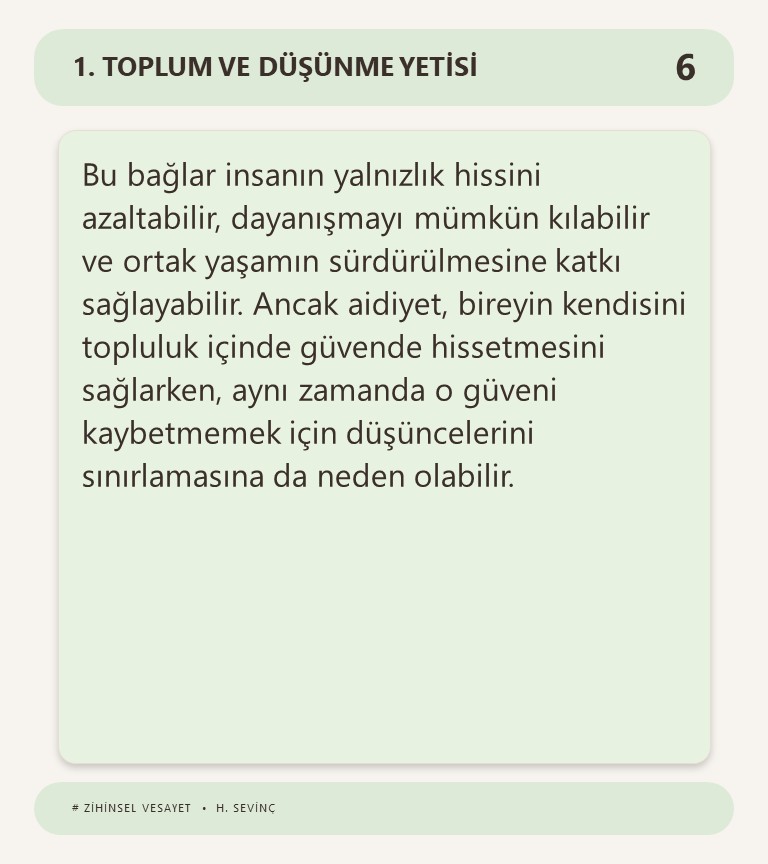 1. TOPLUM VE DÜŞÜNME YETİSİ
6
Bu bağlar insanın yalnızlık hissini
azaltabilir, dayanışmayı mümkün kılabilir
ve ortak yaşamın sürdürülmesine katkı
sağlayabilir. Ancak aidiyet, bireyin kendisini
topluluk içinde güvende hissetmesini
sağlarken, aynı zamanda o güveni
kaybetmemek için düşüncelerini
sınırlamasına da neden olabilir.
# ZİHİNSEL VESAYET • H. SEVİNÇ